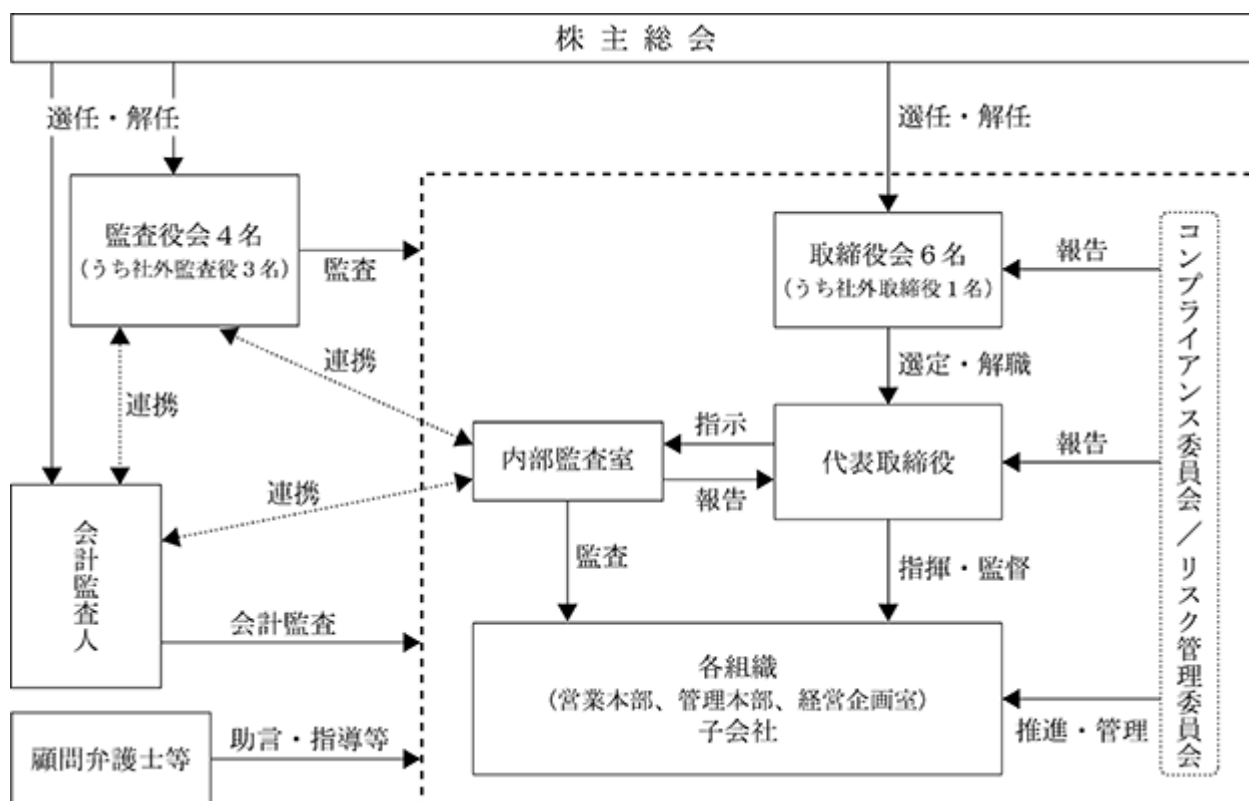 株主総会
選任・解任
選任・解任
監査役会4名
（うち社外監査役3名）
監査
取締役会6名
（うち社外取締役1名）
報告
コンプライアンス委員会／リスク管理委員会
連携
連携
選定・解職
内部監査室
指示
報告
代表取締役
報告
連携
会計監査人
監査
指揮・監督
会計監査
各組織
（営業本部、管理本部、経営企画室）
子会社
推進・管理
顧問弁護士等
助言・指導等